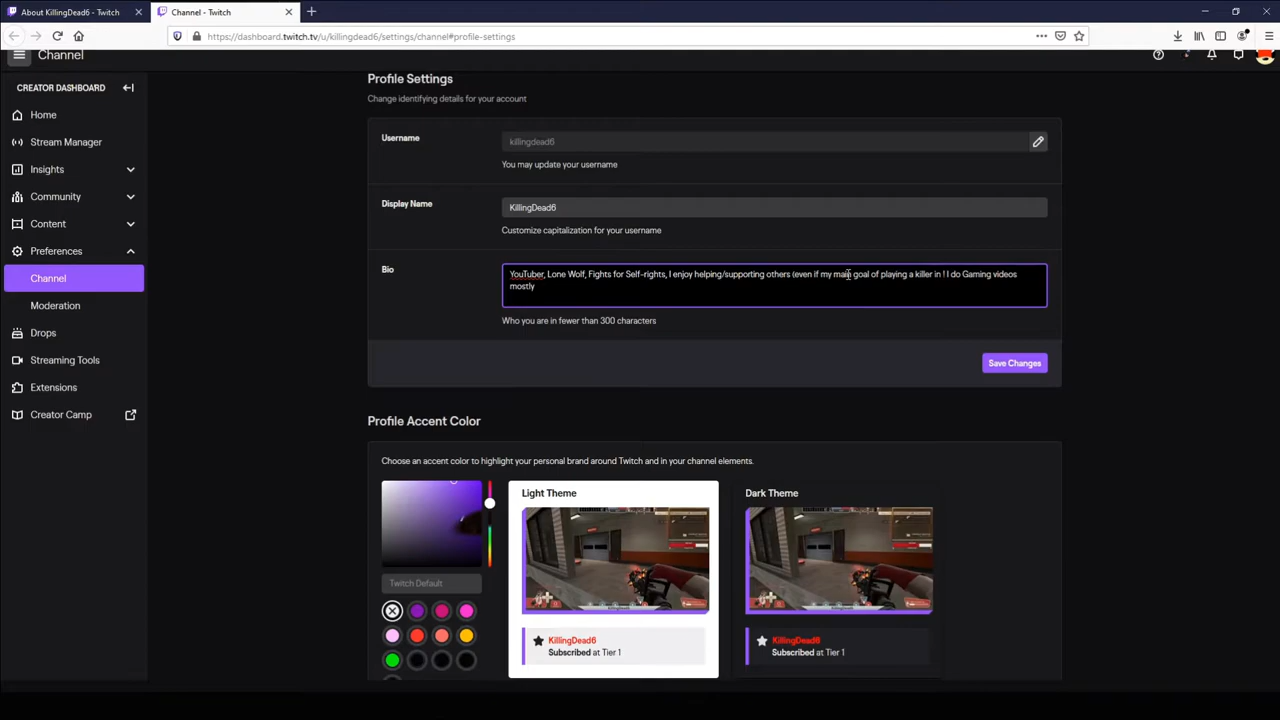 About KillingDead6 - Twitch
Channel - Twitch
https://dashboard.twitch.tv/u/killingdead6/settings/channel#profile-settings
Channel
CREATOR DASHBOARD
Home
Stream Manager
Insights
Community
Content
Preferences
Channel
Moderation
Drops
Streaming Tools
Extensions
Creator Camp
Profile Settings
Change identifying details for your account
Username
killingdead6
You may update your username
Display Name
KillingDead6
Customize capitalization for your username
Bio
YouTuber, Lone Wolf, Fights for Self-rights, I enjoy helping/supporting others (even if my main goal of playing a killer in ! I do Gaming videos
mostly
Who you are in fewer than 300 characters
Save Changes
Profile Accent Color
Choose an accent color to highlight your personal brand around Twitch and in your channel elements.
Twitch Default
Light Theme
KillingDead6
Subscribed at Tier 1
Dark Theme
KillingDead6
Subscribed at Tier 1